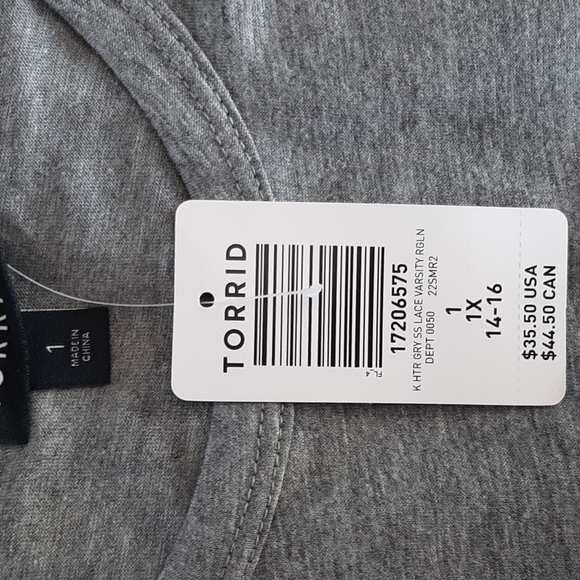 TORRID
17206575
K HTR GRY SS LACE VARSITY RGLN
DEPT 0050 22SMR2
1
1X
14-16
$35.50 USA
$44.50 CAN
1
MADE IN
CHINA